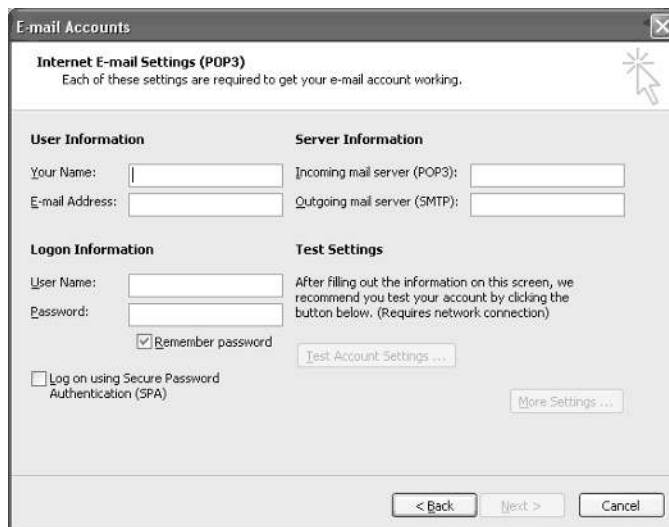 E-mail Accounts
Internet E-mail Settings (POP3)
Each of these settings are required to get your e-mail account working.
User Information
Your Name:
E-mail Address:
Server Information
Incoming mail server (POP3):
Outgoing mail server (SMTP):
Logon Information
User Name:
Password:
Remember password
Log on using Secure Password
Authentication (SPA)
Test Settings
After filling out the information on this screen, we
recommend you test your account by clicking the
button below. (Requires network connection)
Test Account Settings ...
More Settings ...
< Back
Next >
Cancel